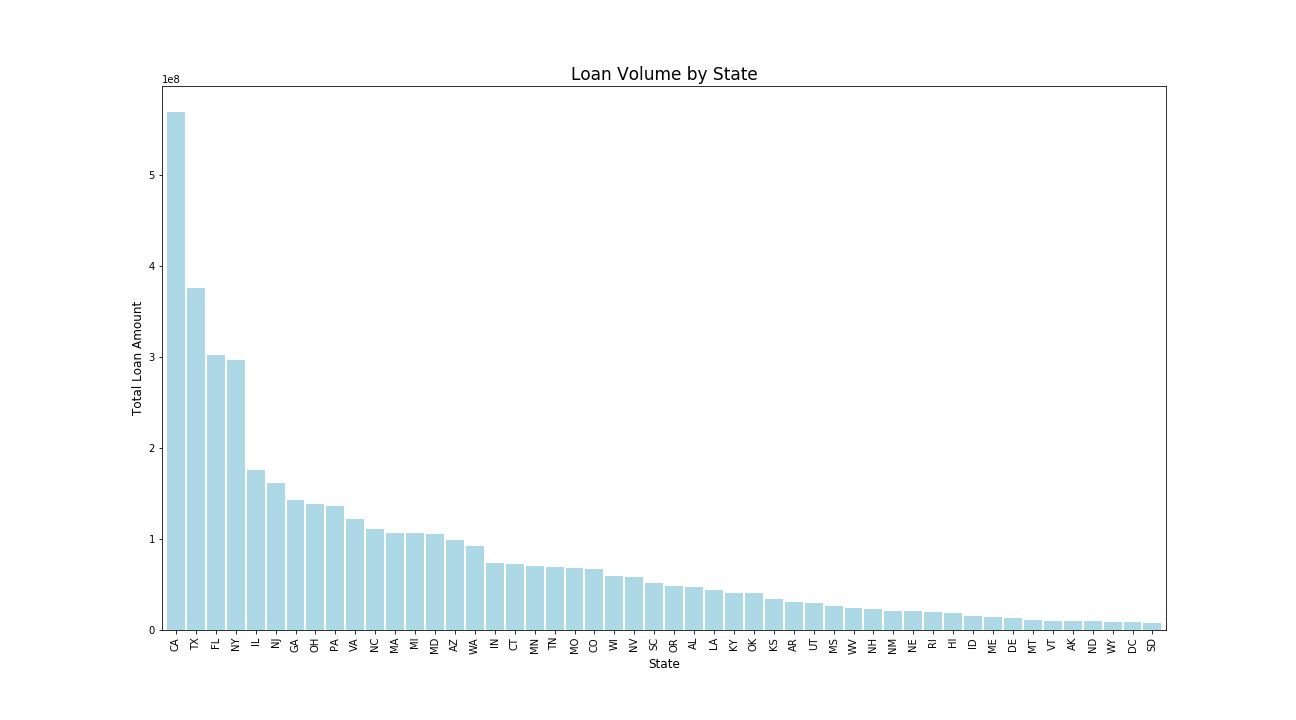 Loan Volume by State
1e8
5
4
3
2
1
0
Total Loan Amount
CA TX FL NY IL NJ GA OH PA VA NC MA MI MD AZ WA IN CT MN TN MO CO WI NV SC OR AL LA KY OK KS AR UT MS WV NH NM NE RI HI ID ME DE MT VT AK ND WY DC SD
State